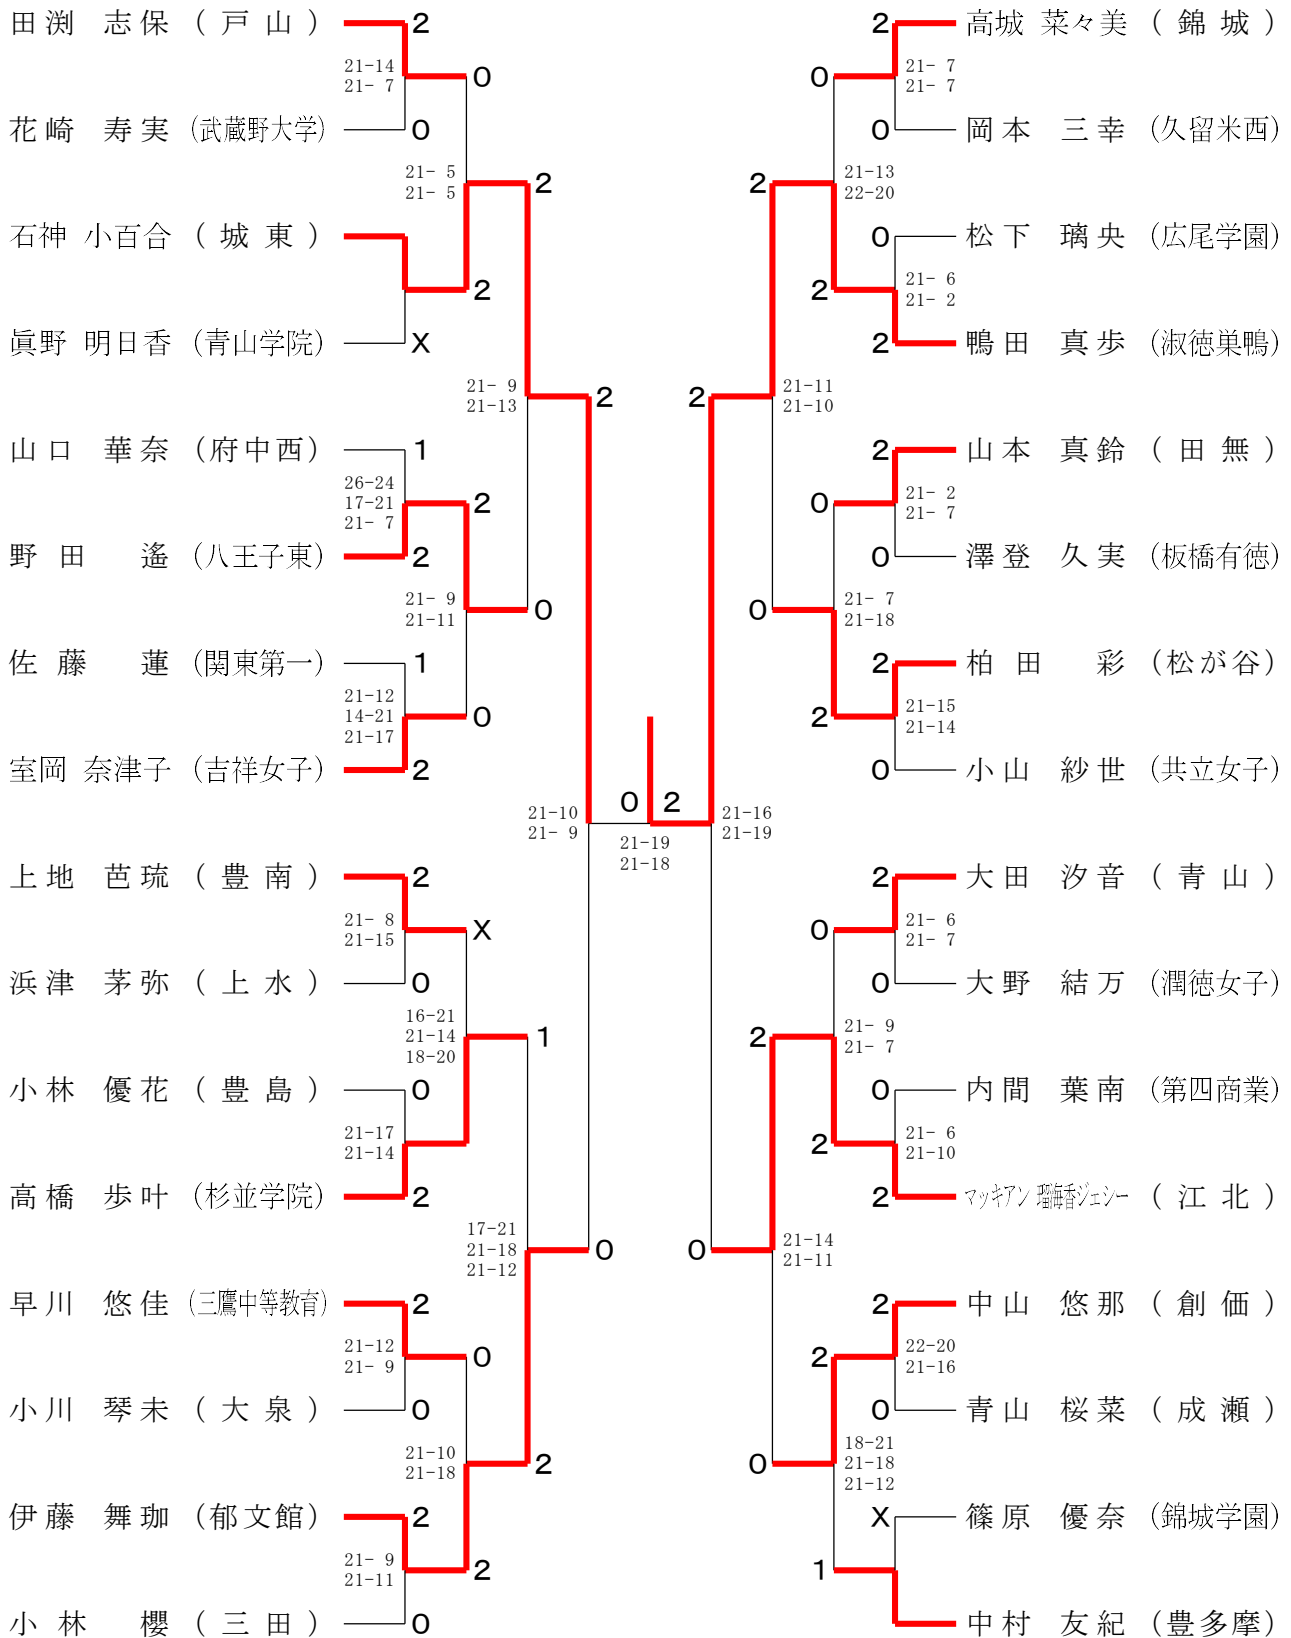 田渕 志保 (戸山) 2
21-14
21- 7
0
花崎 寿実 (武蔵野大学) 0
21- 5
21- 5
2
石神 小百合 (城東)
2
眞野 明日香 (青山学院) X
21- 9
21-13
2
山口 華奈 (府中西) 1
26-24
17-21
21- 7
2
野田 遙 (八王子東) 2
21- 9
21-11
0
佐藤 蓮 (関東第一) 1
21-12
14-21
21-17
0
室岡 奈津子 (吉祥女子) 2
21-10
21- 9
上地 芭琉 (豊南) 2
21- 8
21-15
X
浜津 茅弥 (上水) 0
16-21
21-14
18-20
1
小林 優花 (豊島) 0
21-17
21-14
高橋 歩叶 (杉並学院) 2
17-21
21-18
21-12
0
早川 悠佳 (三鷹中等教育) 2
21-12
21- 9
0
小川 琴未 (大泉) 0
21-10
21-18
2
伊藤 舞珈 (郁文館) 2
21- 9
21-11
2
小林 櫻 (三田) 0
0 2
21-19
21-18
2 高城 菜々美 (錦城)
0
21- 7
21- 7
0 岡本 三幸 (久留米西)
2
21-13
22-20
0 松下 璃央 (広尾学園)
2
21- 6
21- 2
2 鴨田 真歩 (淑徳巣鴨)
2
21-11
21-10
2 山本 真鈴 (田無)
0
21- 2
21- 7
0 澤登 久実 (板橋有徳)
0
21- 7
21-18
2 柏田 彩 (松が谷)
2
21-15
21-14
0 小山 紗世 (共立女子)
21-16
21-19
2 大田 汐音 (青山)
0
21- 6
21- 7
0 大野 結万 (潤徳女子)
2
21- 9
21- 7
0 内間 葉南 (第四商業)
2
21- 6
21-10
2 マッキアン 瑠海香ジェシー (江北)
0
21-14
21-11
2 中山 悠那 (創価)
2
22-20
21-16
0 青山 桜菜 (成瀬)
0
18-21
21-18
21-12
X 篠原 優奈 (錦城学園)
1
中村 友紀 (豊多摩)